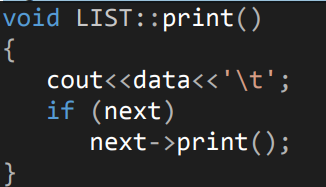 void LIST::print()
{
    cout<<data<<'\t';
    if (next)
        next->print();
}